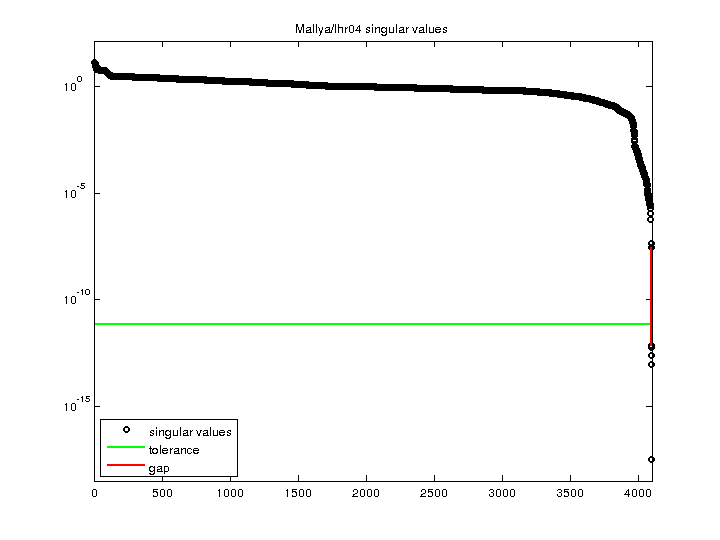 Mallya/lhr04 singular values
10^0
10^-5
10^-10
10^-15
singular values
tolerance
gap
0 500 1000 1500 2000 2500 3000 3500 4000